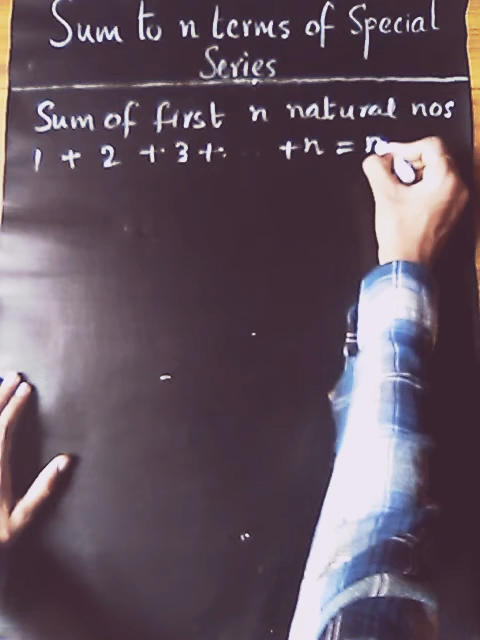 Sum to n terms of Special
Series
Sum of first n natural nos
1 + 2 + 3 + .. +n = n